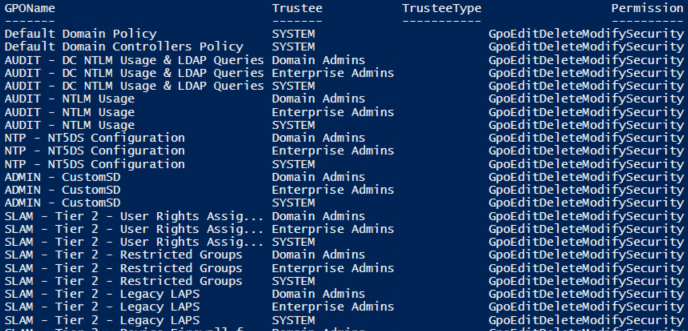 GPOName Trustee TrusteeType Permission
------- ------- ----------- ----------
Default Domain Policy SYSTEM GpoEditDeleteModifySecurity
Default Domain Controllers Policy SYSTEM GpoEditDeleteModifySecurity
AUDIT - DC NTLM Usage & LDAP Queries Domain Admins GpoEditDeleteModifySecurity
AUDIT - DC NTLM Usage & LDAP Queries Enterprise Admins GpoEditDeleteModifySecurity
AUDIT - DC NTLM Usage & LDAP Queries SYSTEM GpoEditDeleteModifySecurity
AUDIT - NTLM Usage Domain Admins GpoEditDeleteModifySecurity
AUDIT - NTLM Usage Enterprise Admins GpoEditDeleteModifySecurity
AUDIT - NTLM Usage SYSTEM GpoEditDeleteModifySecurity
NTP - NT5DS Configuration Domain Admins GpoEditDeleteModifySecurity
NTP - NT5DS Configuration Enterprise Admins GpoEditDeleteModifySecurity
NTP - NT5DS Configuration SYSTEM GpoEditDeleteModifySecurity
ADMIN - CustomSD Domain Admins GpoEditDeleteModifySecurity
ADMIN - CustomSD Enterprise Admins GpoEditDeleteModifySecurity
ADMIN - CustomSD SYSTEM GpoEditDeleteModifySecurity
SLAM - Tier 2 - User Rights Assig... Domain Admins GpoEditDeleteModifySecurity
SLAM - Tier 2 - User Rights Assig... Enterprise Admins GpoEditDeleteModifySecurity
SLAM - Tier 2 - User Rights Assig... SYSTEM GpoEditDeleteModifySecurity
SLAM - Tier 2 - Restricted Groups Domain Admins GpoEditDeleteModifySecurity
SLAM - Tier 2 - Restricted Groups Enterprise Admins GpoEditDeleteModifySecurity
SLAM - Tier 2 - Restricted Groups SYSTEM GpoEditDeleteModifySecurity
SLAM - Tier 2 - Legacy LAPS Domain Admins GpoEditDeleteModifySecurity
SLAM - Tier 2 - Legacy LAPS Enterprise Admins GpoEditDeleteModifySecurity
SLAM - Tier 2 - Legacy LAPS SYSTEM GpoEditDeleteModifySecurity